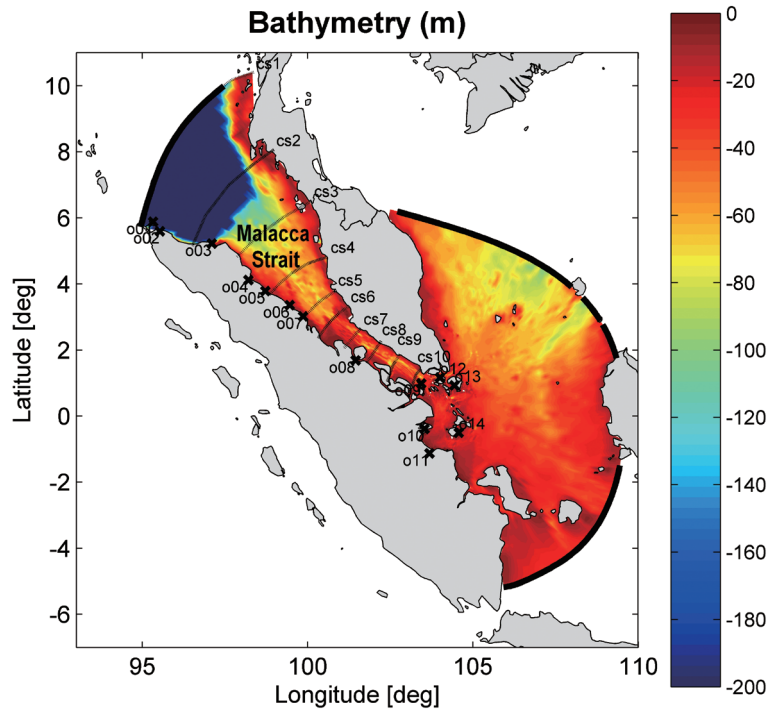 Bathymetry (m)
0
-20
-40
-60
-80
-100
-120
-140
-160
-180
-200
10
8
6
4
2
0
-2
-4
-6
Latitude [deg]
cs1
cs2
cs3
cs4
cs5
cs6
cs7
cs8
cs9
cs10
Malacca
Strait
o01
o02
o03
o04
o05
o06
o07
o08
o09
o10
o11
o12
o13
o14
95
100
105
110
Longitude [deg]